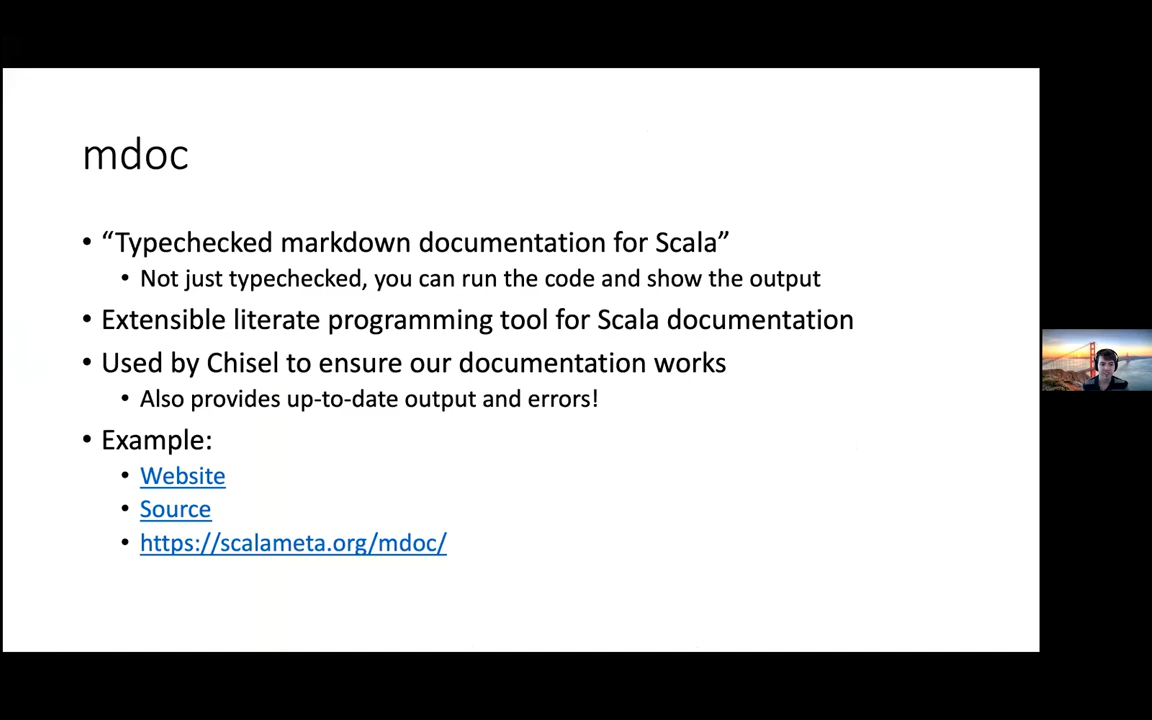 mdoc
• “Typechecked markdown documentation for Scala”
• Not just typechecked, you can run the code and show the output
• Extensible literate programming tool for Scala documentation
• Used by Chisel to ensure our documentation works
• Also provides up-to-date output and errors!
• Example:
• Website
• Source
• https://scalameta.org/mdoc/